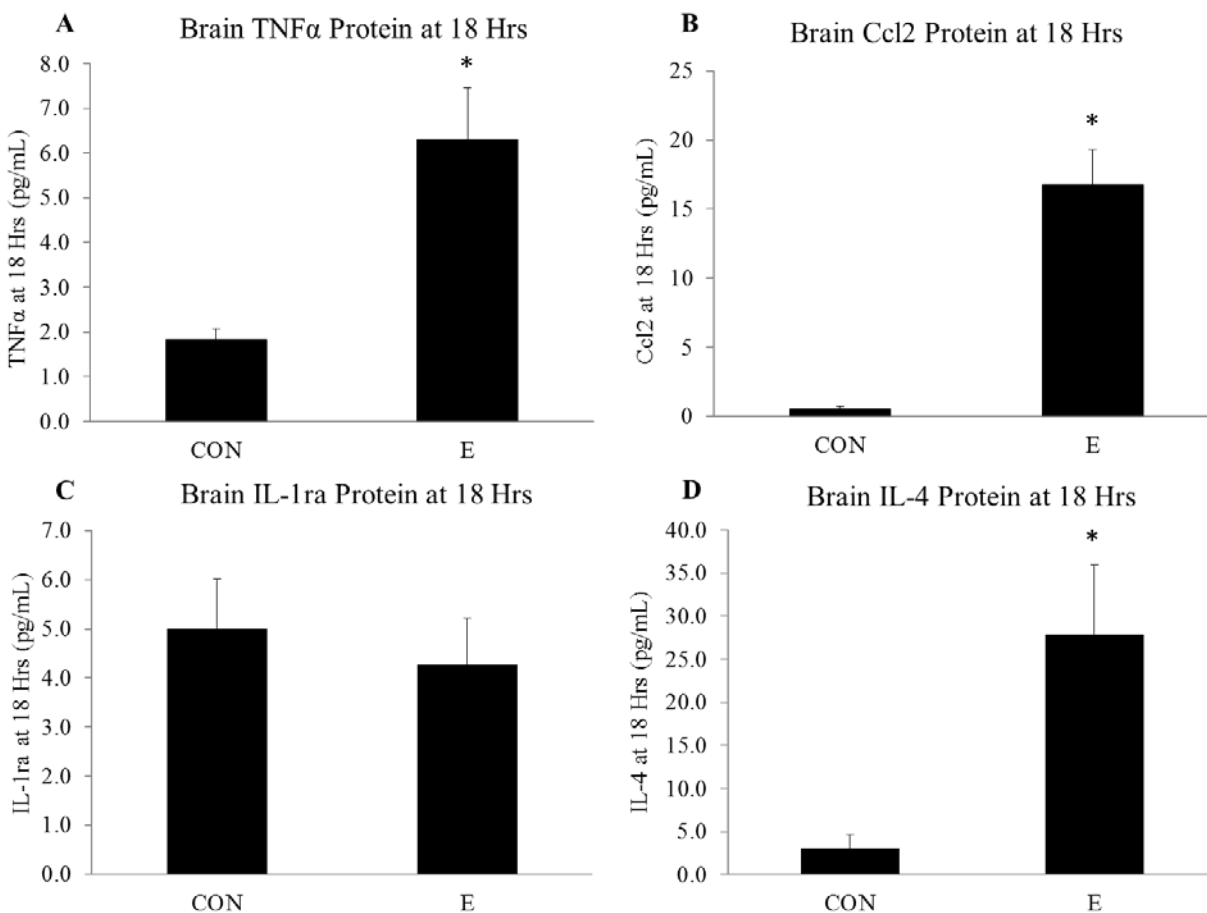 A
Brain TNFα Protein at 18 Hrs
TNFα at 18 Hrs (pg/mL)
8.0
7.0
6.0
5.0
4.0
3.0
2.0
1.0
0.0
*
CON
E
B
Brain Ccl2 Protein at 18 Hrs
Ccl2 at 18 Hrs (pg/mL)
25
20
15
10
5
0
*
CON
E
C
Brain IL-1ra Protein at 18 Hrs
IL-1ra at 18 Hrs (pg/mL)
7.0
6.0
5.0
4.0
3.0
2.0
1.0
0.0
CON
E
D
Brain IL-4 Protein at 18 Hrs
IL-4 at 18 Hrs (pg/mL)
40.0
35.0
30.0
25.0
20.0
15.0
10.0
5.0
0.0
*
CON
E